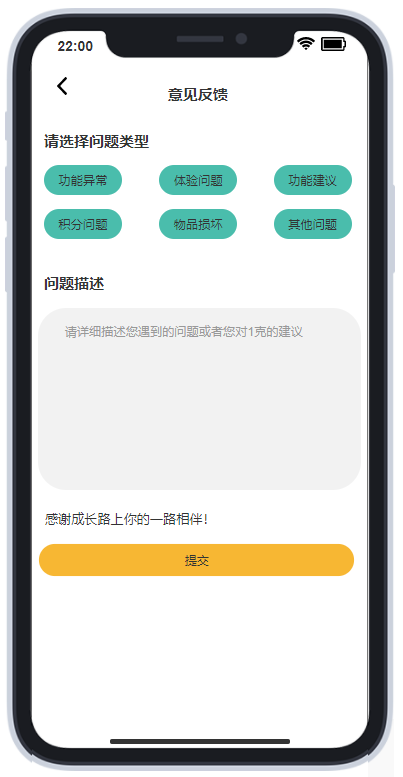 22:00
意见反馈
请选择问题类型
功能异常 体验问题 功能建议
积分问题 物品损坏 其他问题
问题描述
请详细描述您遇到的问题或者您对1克的建议
感谢成长路上你的一路相伴!
提交